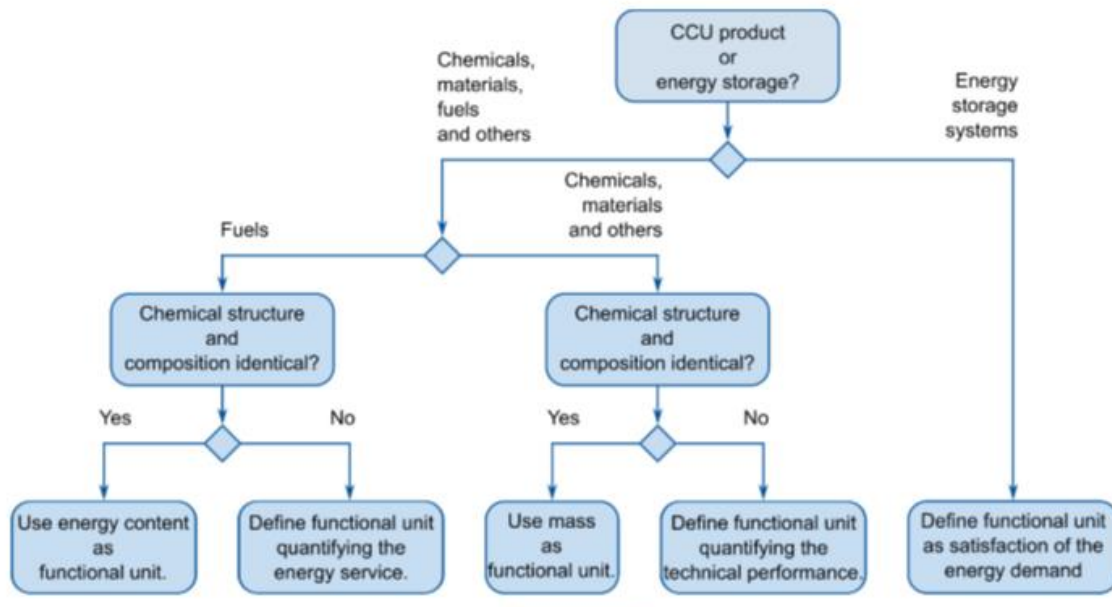 CCU product
or
energy storage?
Chemicals,
materials,
fuels
and others
Energy
storage
systems
Chemicals,
materials
and others
Fuels
Chemical structure
and
composition identical?
Chemical structure
and
composition identical?
Yes
No
Yes
No
Use energy content
as
functional unit.
Define functional unit
quantifying the
energy service.
Use mass
as
functional unit.
Define functional unit
quantifying the
technical performance.
Define functional unit
as satisfaction of the
energy demand